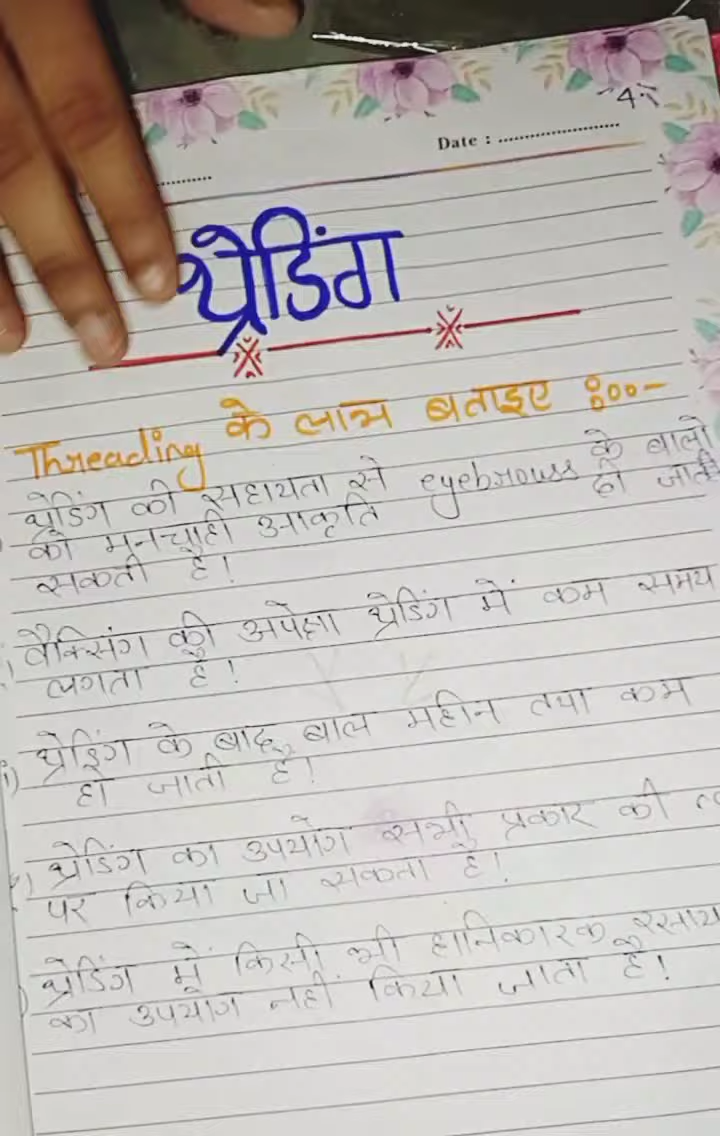 4.
Date :
थ्रेडिंग
Threading के लाभ बताइए :-
थ्रेडिंग की सहायता से eyebrows के बालो
को मनचाही आकृति दी जाती
सकती है!
वैक्सिंग की अपेक्षा थ्रेडिंग में कम समय
लगता है!
थ्रेडिंग के बाद बाल महीन तथा कम
हो जाती है!
थ्रेडिंग का उपयोग सभी प्रकार की
पर किया जा सकता है!
थ्रेडिंग में किसी भी हानिकारक रसाय
का उपयोग नहीं किया जाता है!